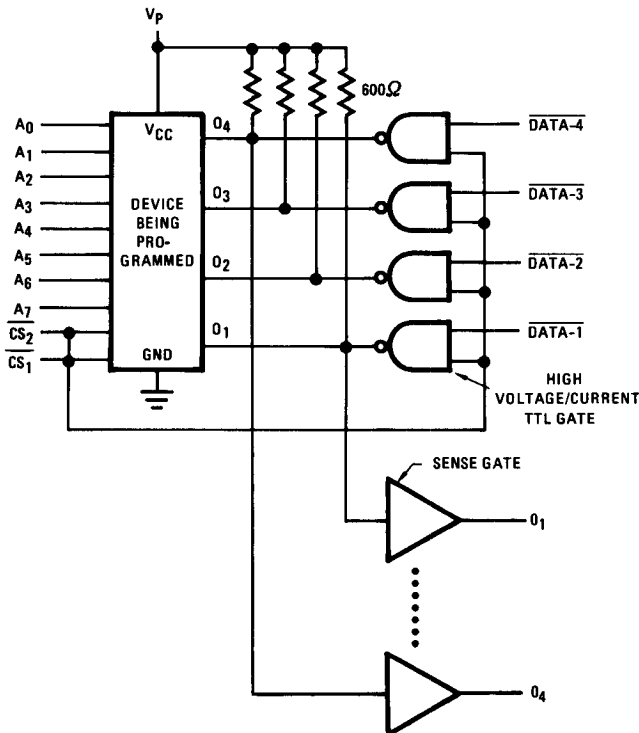 VP
600Ω
A0
A1
A2
A3
A4
A5
A6
A7
CS2
CS1
VCC
DEVICE
BEING
PRO-
GRAMMED
GND
O4
O3
O2
O1
DATA-4
DATA-3
DATA-2
DATA-1
HIGH
VOLTAGE/CURRENT
TTL GATE
SENSE GATE
O1
O4